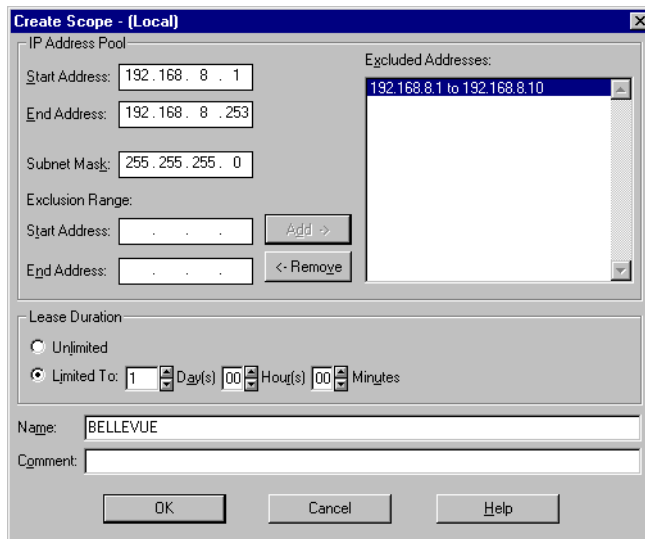 Create Scope - (Local)
IP Address Pool
Start Address: 192.168. 8 . 1
End Address: 192.168. 8 .253
Subnet Mask: 255.255.255. 0
Exclusion Range:
Start Address: . . .
Add ->
End Address: . . .
<- Remove
Excluded Addresses:
192.168.8.1 to 192.168.8.10
Lease Duration
Unlimited
Limited To: 1 Day(s) 00 Hour(s) 00 Minutes
Name: BELLEVUE
Comment:
OK Cancel Help